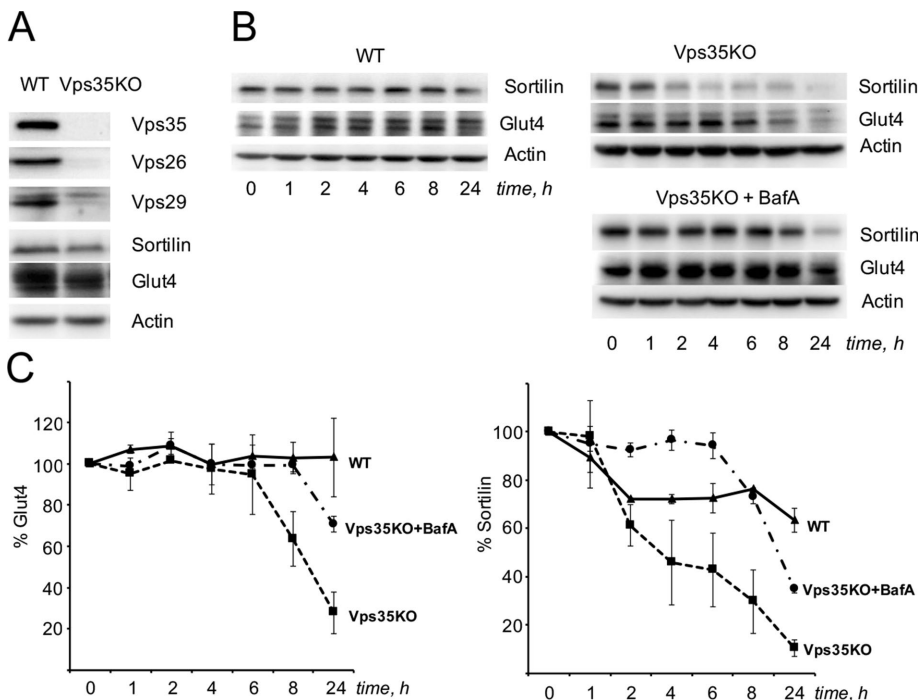 A
WT Vps35KO
Vps35
Vps26
Vps29
Sortilin
Glut4
Actin
B
WT
Sortilin
Glut4
Actin
0 1 2 4 6 8 24 time, h
Vps35KO
Sortilin
Glut4
Actin
Vps35KO + BafA
Sortilin
Glut4
Actin
0 1 2 4 6 8 24 time, h
C
% Glut4
120
100
80
60
40
20
WT
Vps35KO+BafA
Vps35KO
0 1 2 4 6 8 24 time, h
% Sortilin
100
80
60
40
20
WT
Vps35KO+BafA
Vps35KO
0 1 2 4 6 8 24 time, h